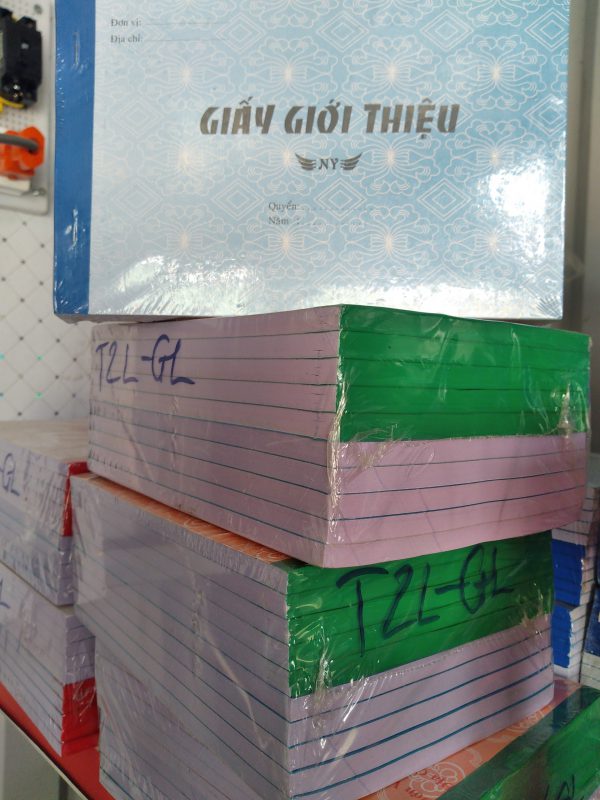 Đơn vị:
Địa chỉ:
GIẤY GIỚI THIỆU
NY
Quyển:
Năm :
T2L-GL
T2L-GL